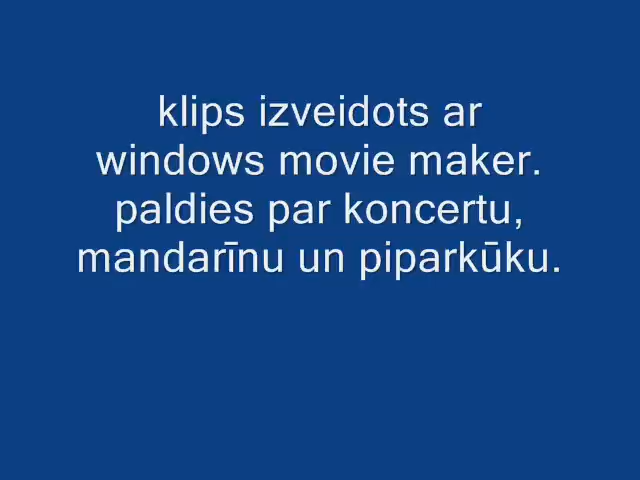 klips izveidots ar
windows movie maker.
paldies par koncertu,
mandarīnu un piparkūku.